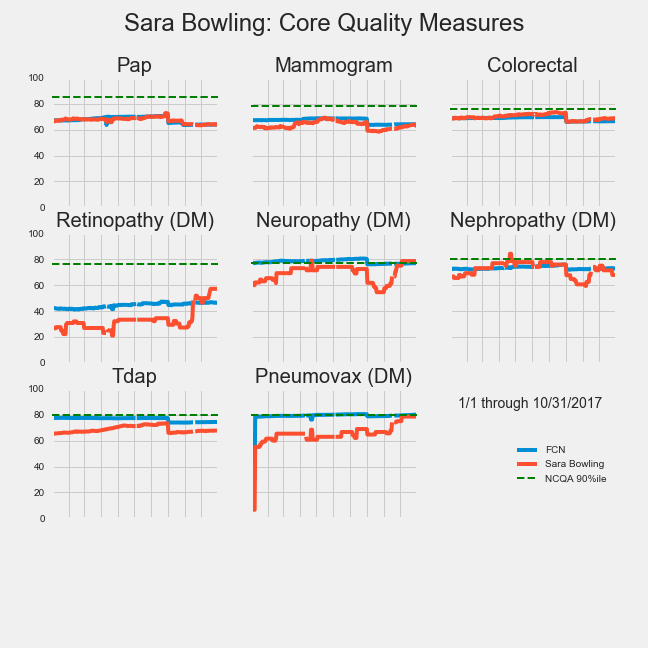 Sara Bowling: Core Quality Measures
Pap
Mammogram
Colorectal
100
80
60
40
20
0
Retinopathy (DM)
Neuropathy (DM)
Nephropathy (DM)
100
80
60
40
20
0
Tdap
Pneumovax (DM)
100
80
60
40
20
0
1/1 through 10/31/2017
FCN
Sara Bowling
NCQA 90%ile